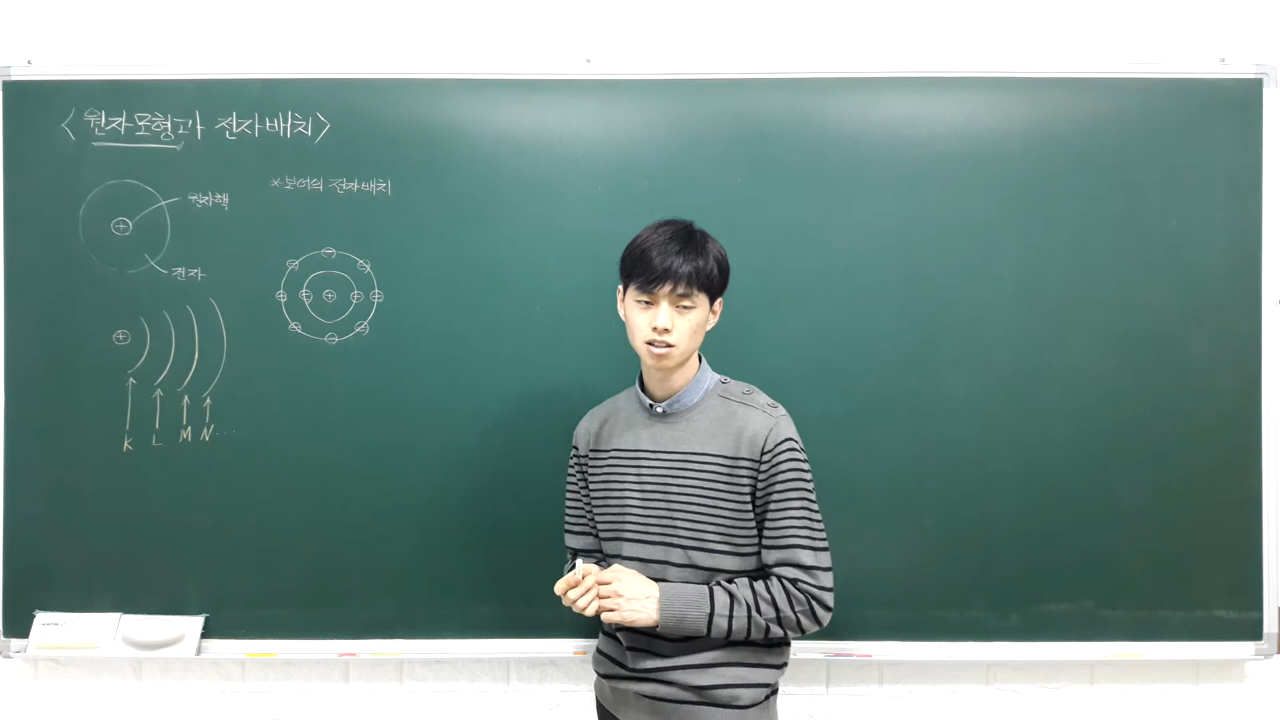 <원자모형과 전자배치>
*보어의 전자배치
+
원자핵
전자
- - -
- - + - -
- - -
+
K L M N...